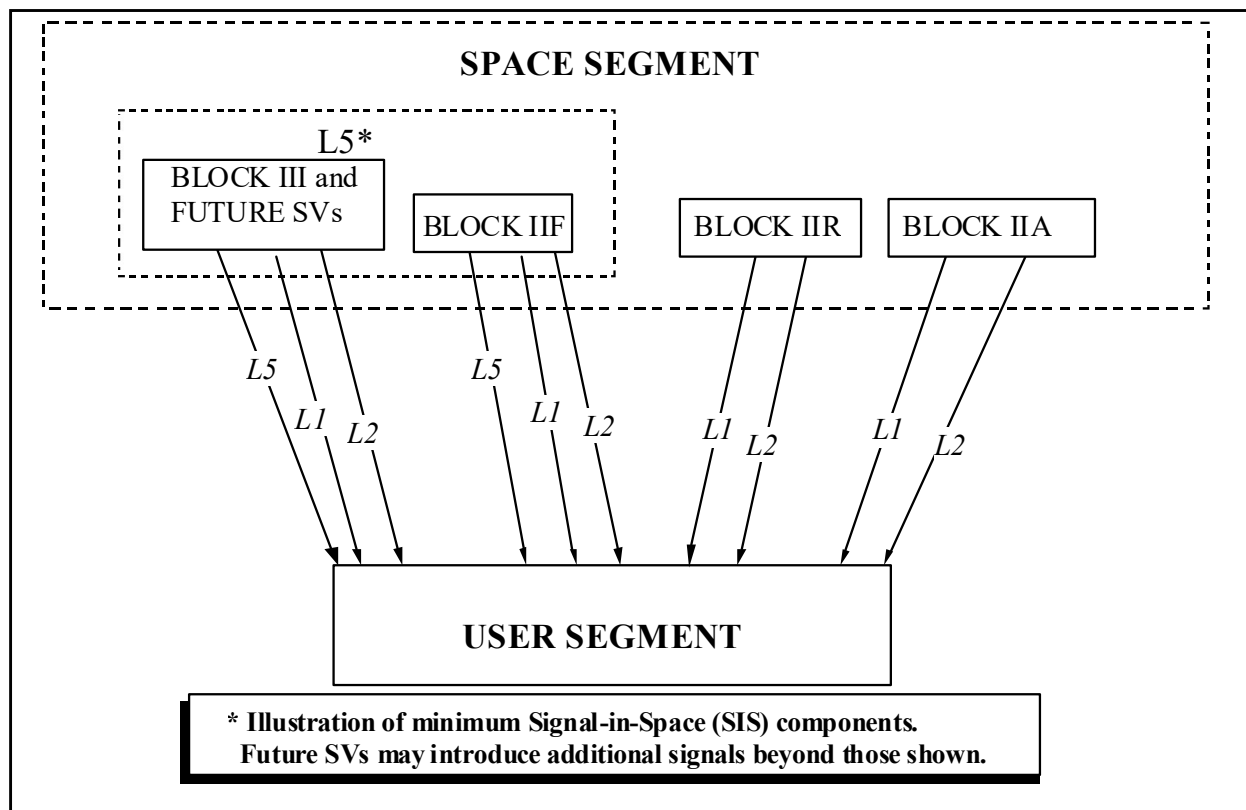 SPACE SEGMENT
L5*
BLOCK III and
FUTURE SVs
BLOCK IIF
BLOCK IIR
BLOCK IIA
L5
L1
L2
L5
L1
L2
L1
L2
L1
L2
USER SEGMENT
* Illustration of minimum Signal-in-Space (SIS) components.
Future SVs may introduce additional signals beyond those shown.